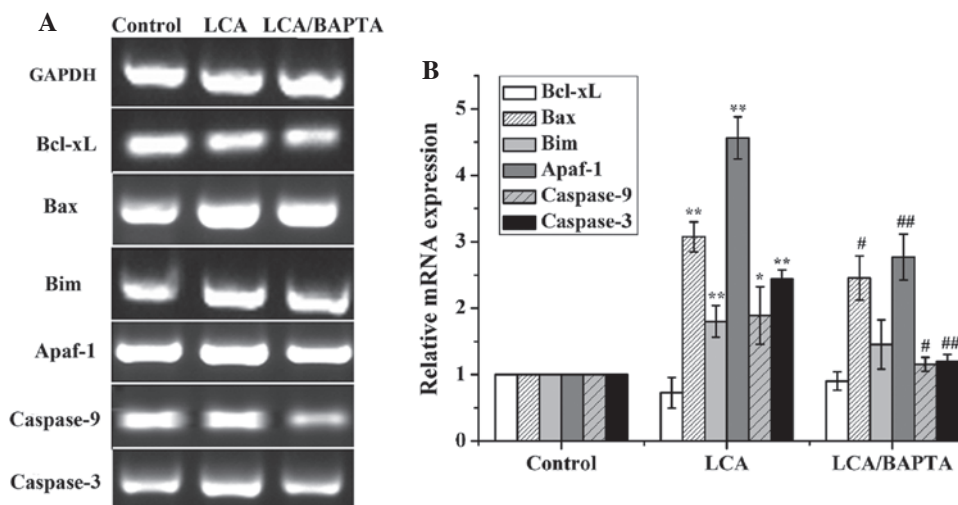 A
Control LCA LCA/BAPTA
GAPDH
Bcl-xL
Bax
Bim
Apaf-1
Caspase-9
Caspase-3
B
Relative mRNA expression
5
4
3
2
1
0
Bcl-xL
Bax
Bim
Apaf-1
Caspase-9
Caspase-3
** ** ** * **
# ## # ##
Control LCA LCA/BAPTA